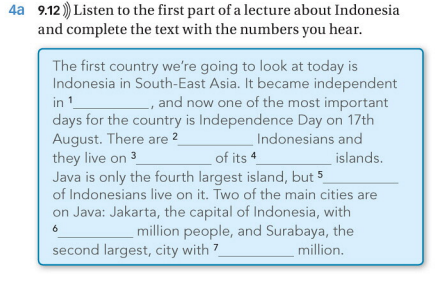 4a 9.12 Listen to the first part of a lecture about Indonesia
and complete the text with the numbers you hear.
The first country we're going to look at today is
Indonesia in South-East Asia. It became independent
in 1__________, and now one of the most important
days for the country is Independence Day on 17th
August. There are 2__________ Indonesians and
they live on 3__________ of its 4__________ islands.
Java is only the fourth largest island, but 5__________
of Indonesians live on it. Two of the main cities are
on Java: Jakarta, the capital of Indonesia, with
6__________ million people, and Surabaya, the
second largest, city with 7__________ million.